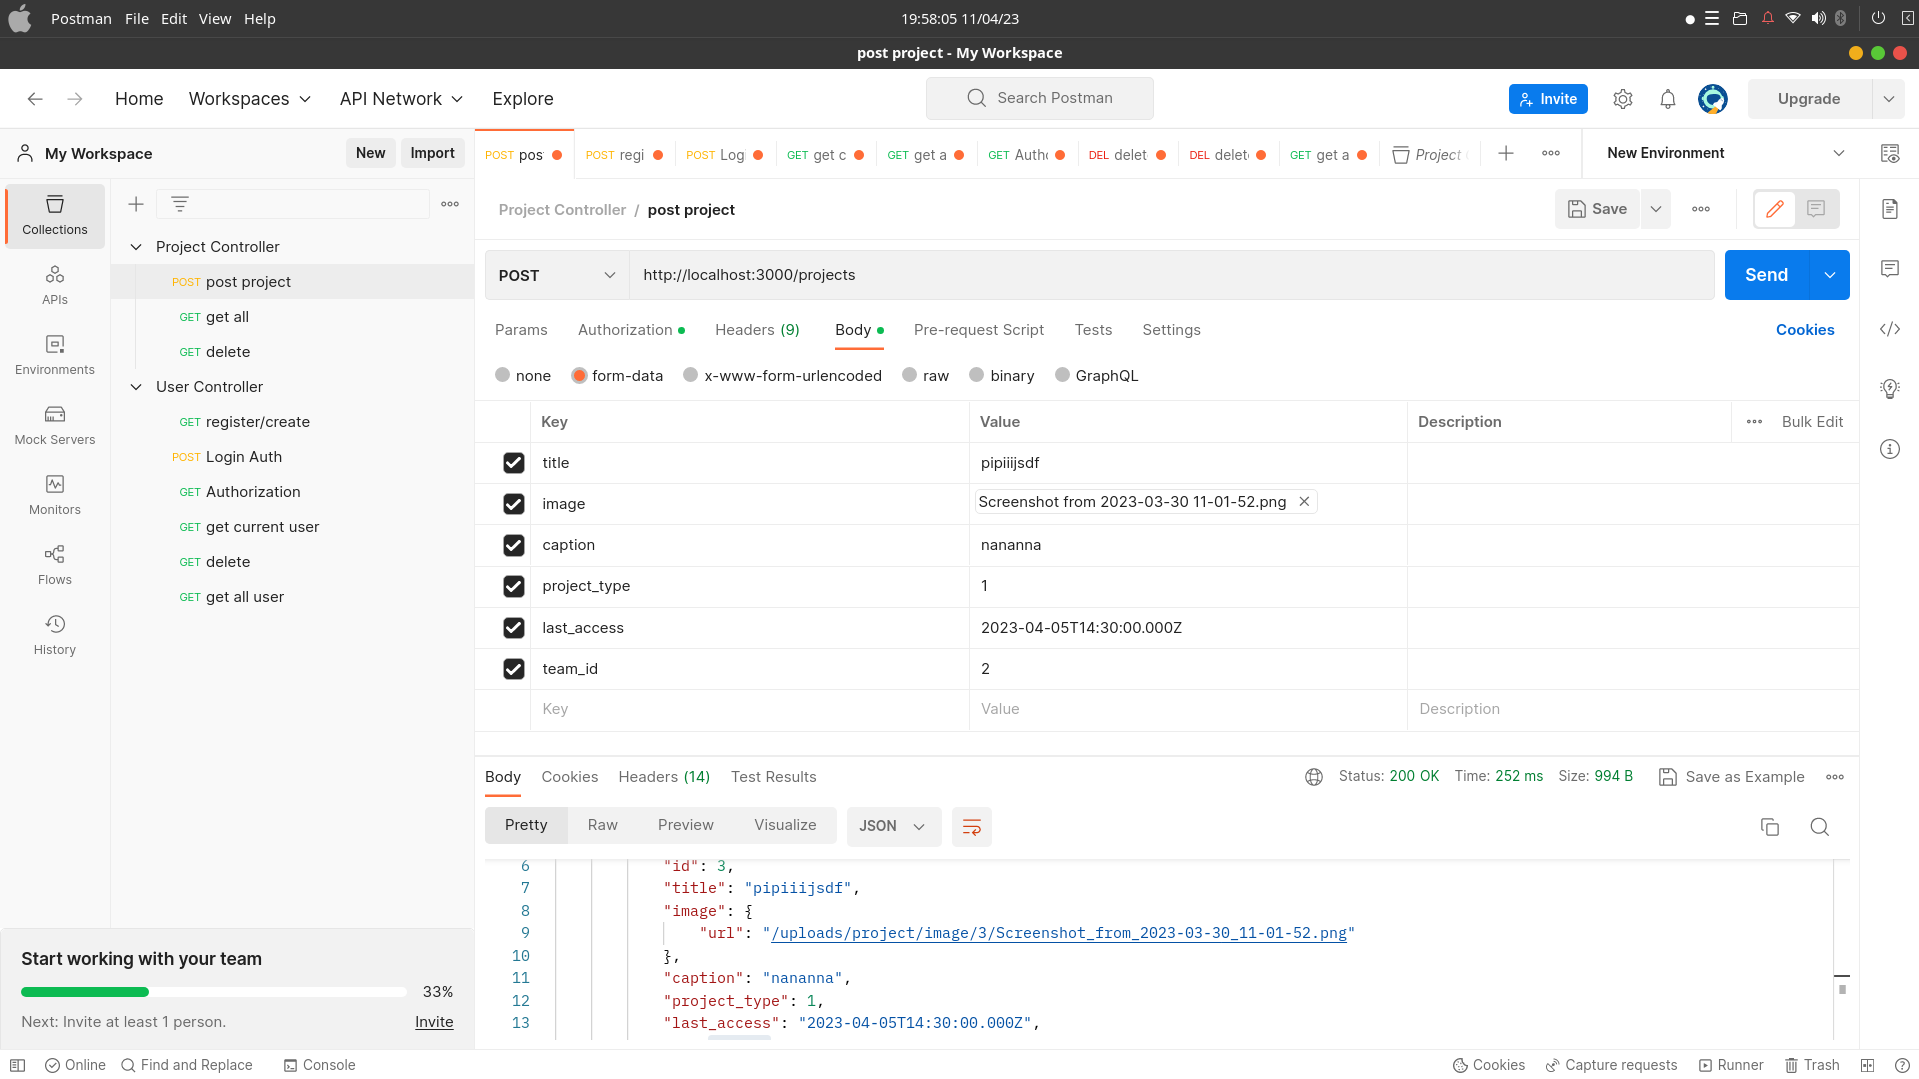 Postman File Edit View Help
19:58:05 11/04/23
post project - My Workspace
Home Workspaces API Network Explore
Search Postman
Invite
Upgrade
My Workspace New Import
POST pos POST regi POST Logi GET get c GET get a GET Autho DEL delet DEL delete GET get a Project
New Environment
Collections
APIs
Environments
Mock Servers
Monitors
Flows
History
Project Controller
POST post project
GET get all
GET delete
User Controller
GET register/create
POST Login Auth
GET Authorization
GET get current user
GET delete
GET get all user
Project Controller / post project
Save
POST http://localhost:3000/projects
Send
Params Authorization Headers (9) Body Pre-request Script Tests Settings
Cookies
none form-data x-www-form-urlencoded raw binary GraphQL
Key Value Description Bulk Edit
title pipiiijsdf
image Screenshot from 2023-03-30 11-01-52.png
caption nananna
project_type 1
last_access 2023-04-05T14:30:00.000Z
team_id 2
Key Value Description
Body Cookies Headers (14) Test Results
Status: 200 OK Time: 252 ms Size: 994 B Save as Example
Pretty Raw Preview Visualize JSON
6 "id": 3,
7 "title": "pipiiijsdf",
8 "image": {
9 "url": "/uploads/project/image/3/Screenshot_from_2023-03-30_11-01-52.png"
10 },
11 "caption": "nananna",
12 "project_type": 1,
13 "last_access": "2023-04-05T14:30:00.000Z",
Start working with your team
33%
Next: Invite at least 1 person. Invite
Online Find and Replace Console
Cookies Capture requests Runner Trash